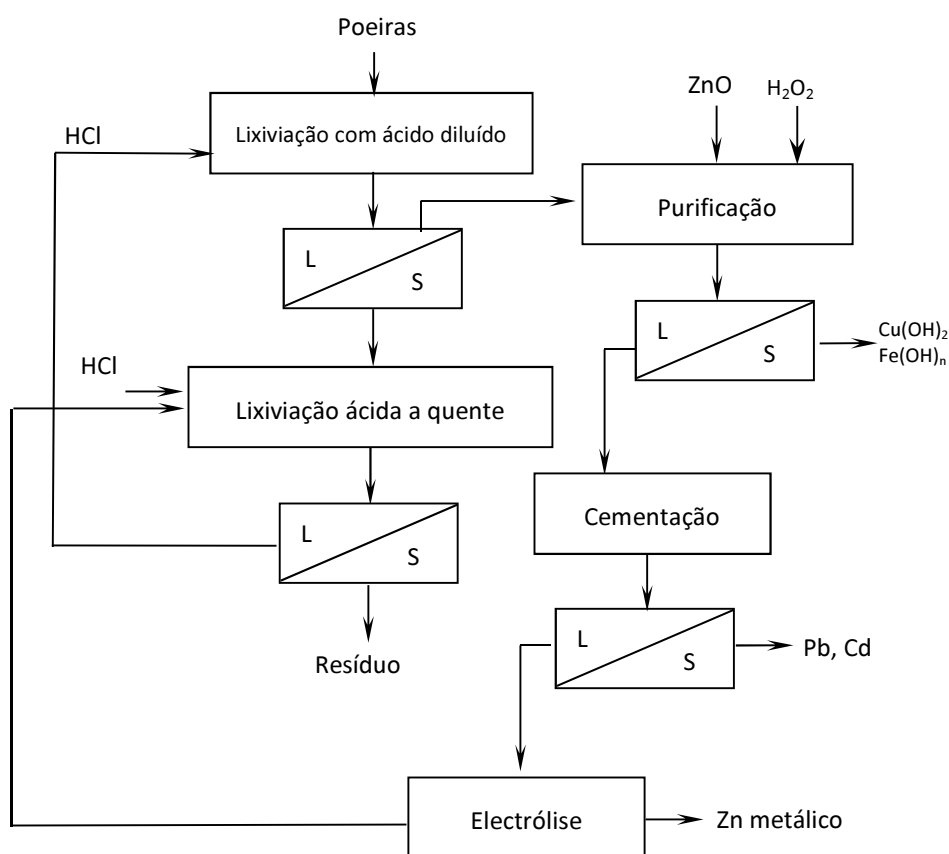 Poeiras
ZnO
H₂O₂
HCl
Lixiviação com ácido diluído
Purificação
L
S
L
S
Cu(OH)₂
Fe(OH)ₙ
HCl
Lixiviação ácida a quente
Cementação
L
S
L
S
Pb, Cd
Resíduo
Electrólise
Zn metálico